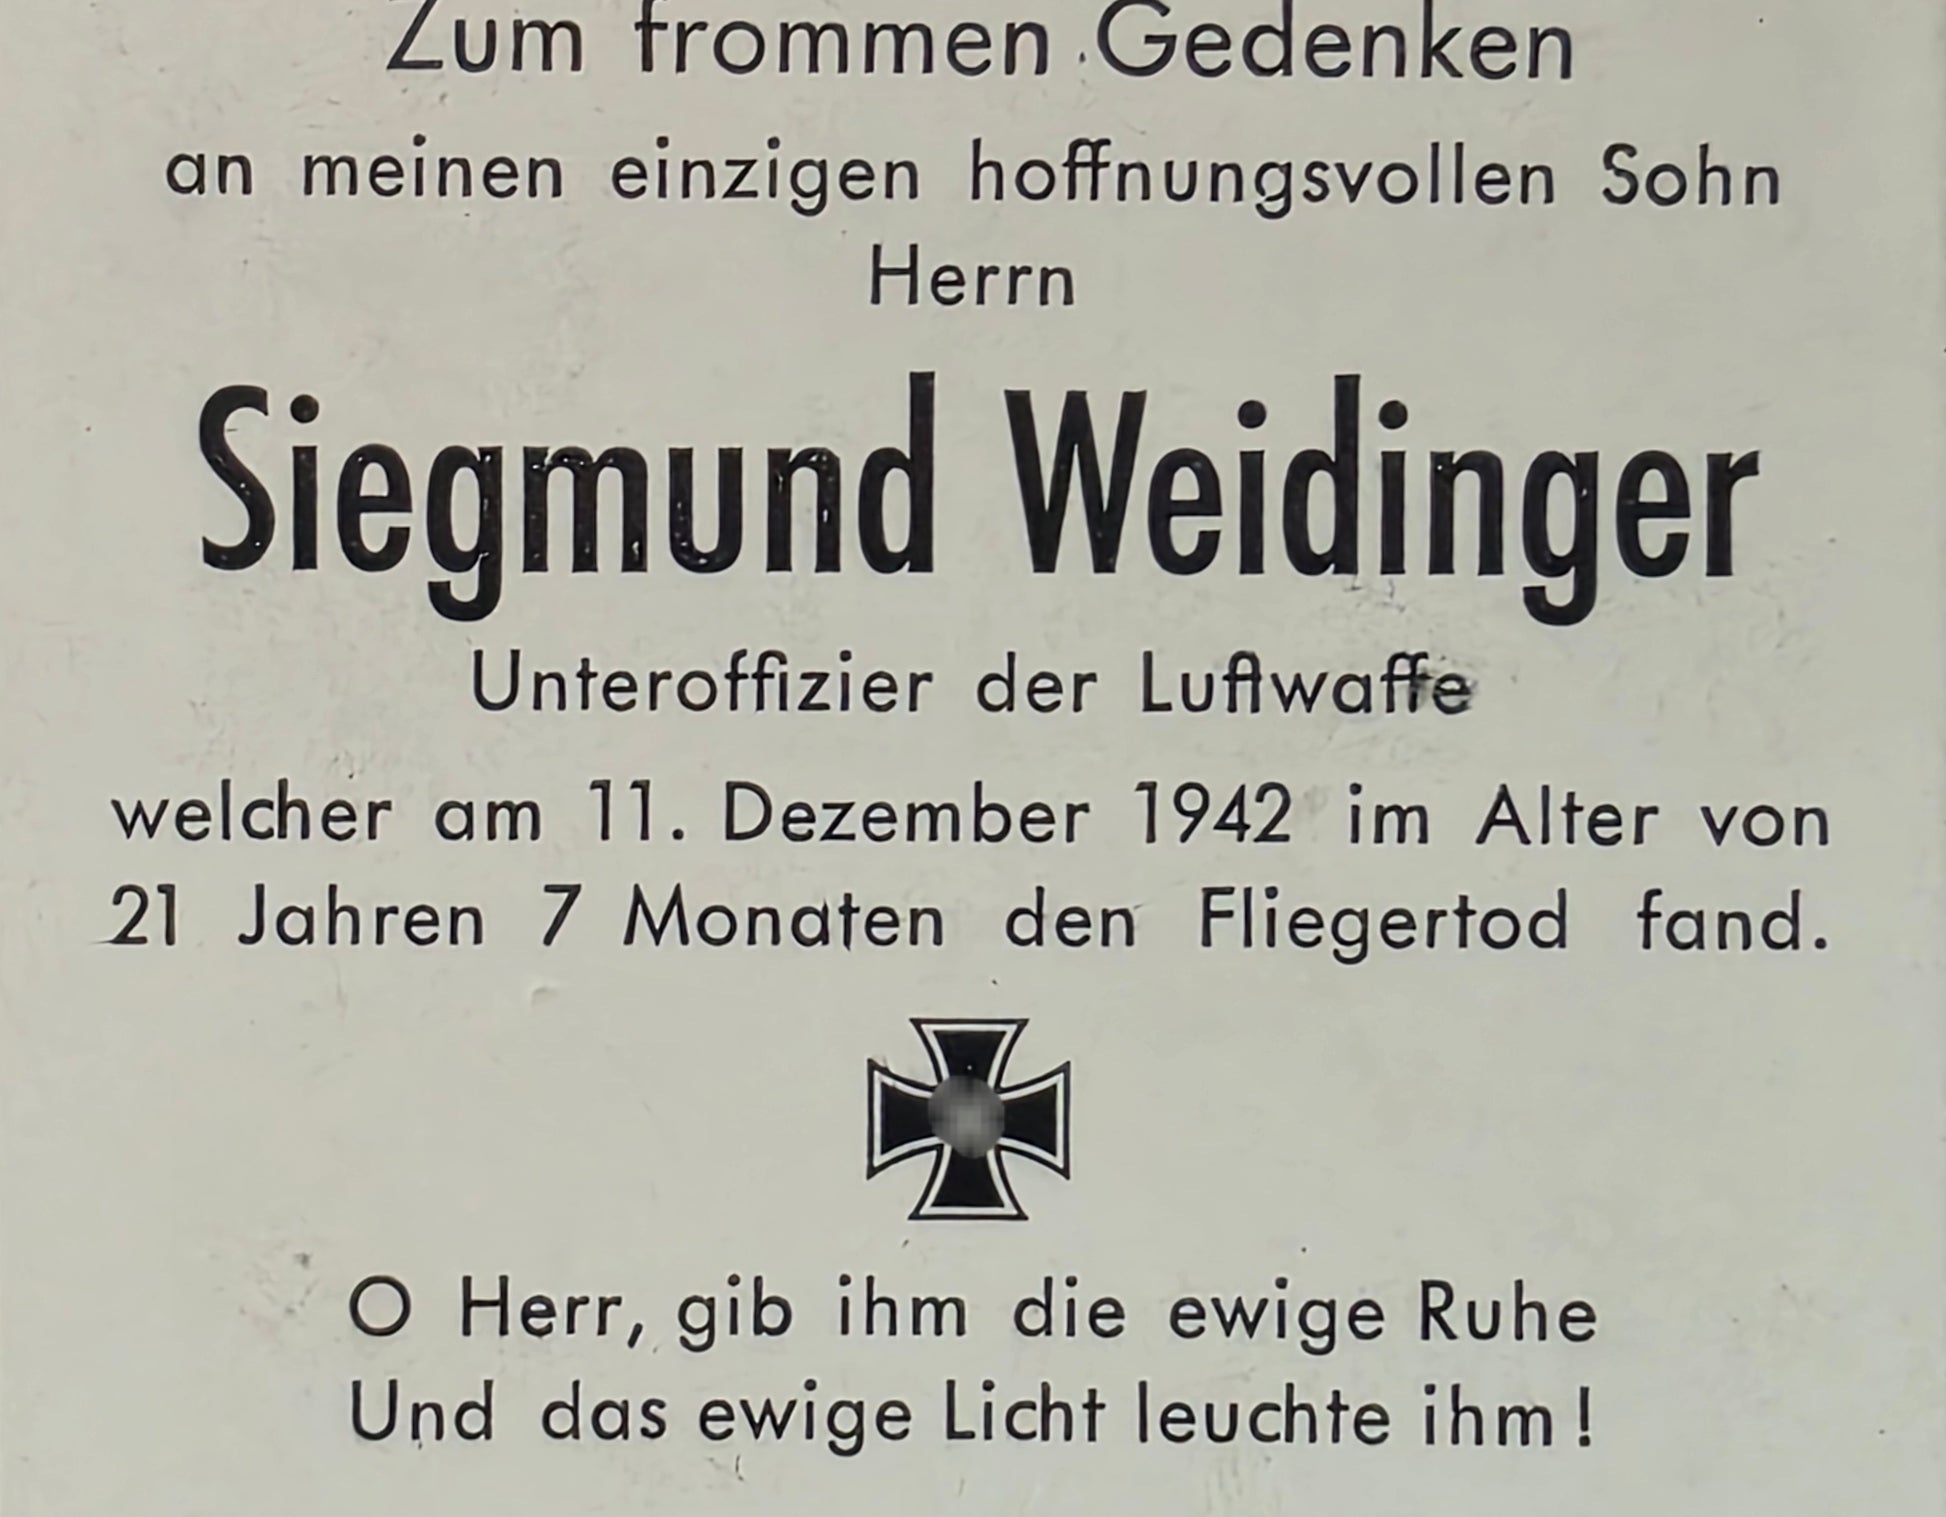 Zum frommen Gedenken
an meinen einzigen hoffnungsvollen Sohn
Herrn
Siegmund Weidinger
Unteroffizier der Luftwaffe
welcher am 11. Dezember 1942 im Alter von
21 Jahren 7 Monaten den Fliegertod fand.
O Herr, gib ihm die ewige Ruhe
Und das ewige Licht leuchte ihm!